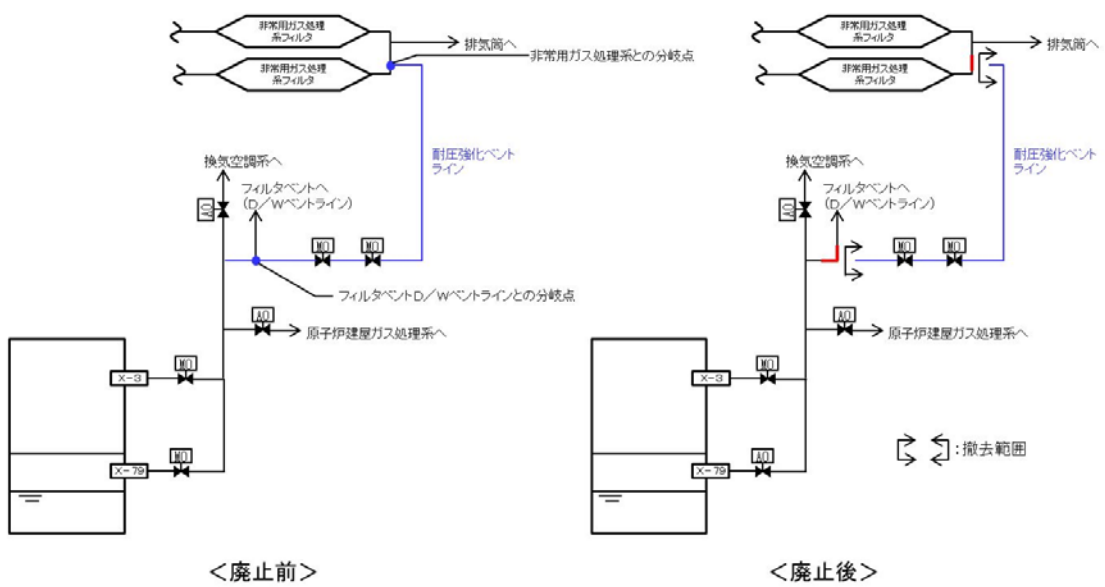 非常用ガス処理
系フィルタ
排気筒へ
非常用ガス処理系との分岐点
非常用ガス処理
系フィルタ
耐圧強化ベント
ライン
換気空調系へ
フィルタベントへ
(D/Wベントライン)
AO
MO
MO
フィルタベントD/Wベントラインとの分岐点
AO
原子炉建屋ガス処理系へ
MO
X-3
MO
X-79
<廃止前>
非常用ガス処理
系フィルタ
排気筒へ
非常用ガス処理
系フィルタ
耐圧強化ベント
ライン
換気空調系へ
フィルタベントへ
(D/Wベントライン)
AO
MO
MO
AO
原子炉建屋ガス処理系へ
MO
X-3
AO
X-79
:撤去範囲
<廃止後>